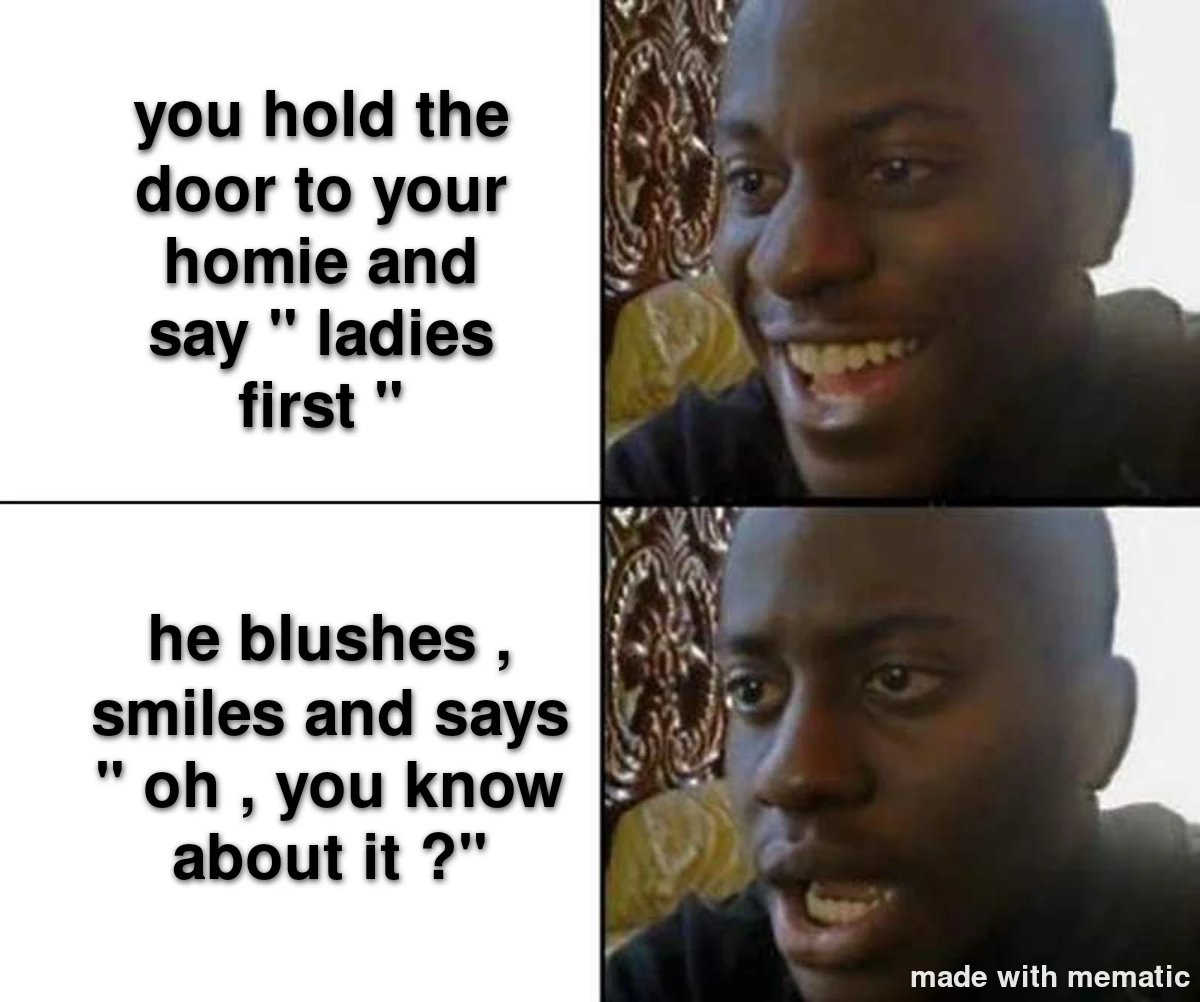 you hold the
door to your
homie and
say " ladies
first "
he blushes ,
smiles and says
" oh , you know
about it ?"
made with mematic